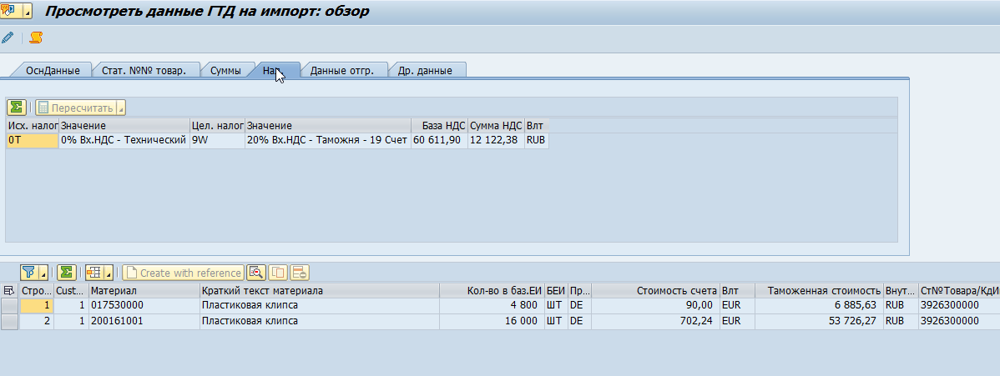 Просмотреть данные ГТД на импорт: обзор
ОснДанные Стат. №№ товар. Суммы Данные отгр. Др. данные
Пересчитать
Исх. налог Значение Цел. налог Значение База НДС Сумма НДС Влт
0T 0% Вх.НДС - Технический 9W 20% Вх.НДС - Таможня - 19 Счет 60 611,90 12 122,38 RUB
Create with reference
Стро... Cust... Материал Краткий текст материала Кол-во в баз.ЕИ БЕИ Пр... Стоимость счета Влт Таможенная стоимость Внут... Ст№Товара/КдИ
1 1 017530000 Пластиковая клипса 4 800 ШТ DE 90,00 EUR 6 885,63 RUB 3926300000
2 1 200161001 Пластиковая клипса 16 000 ШТ DE 702,24 EUR 53 726,27 RUB 3926300000